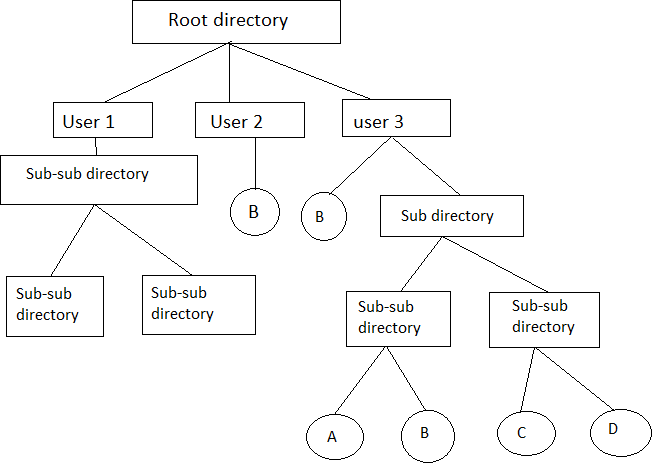 Root directory
User 1
User 2
user 3
Sub-sub directory
B
B
Sub directory
Sub-sub
directory
Sub-sub
directory
Sub-sub
directory
Sub-sub
directory
A
B
C
D